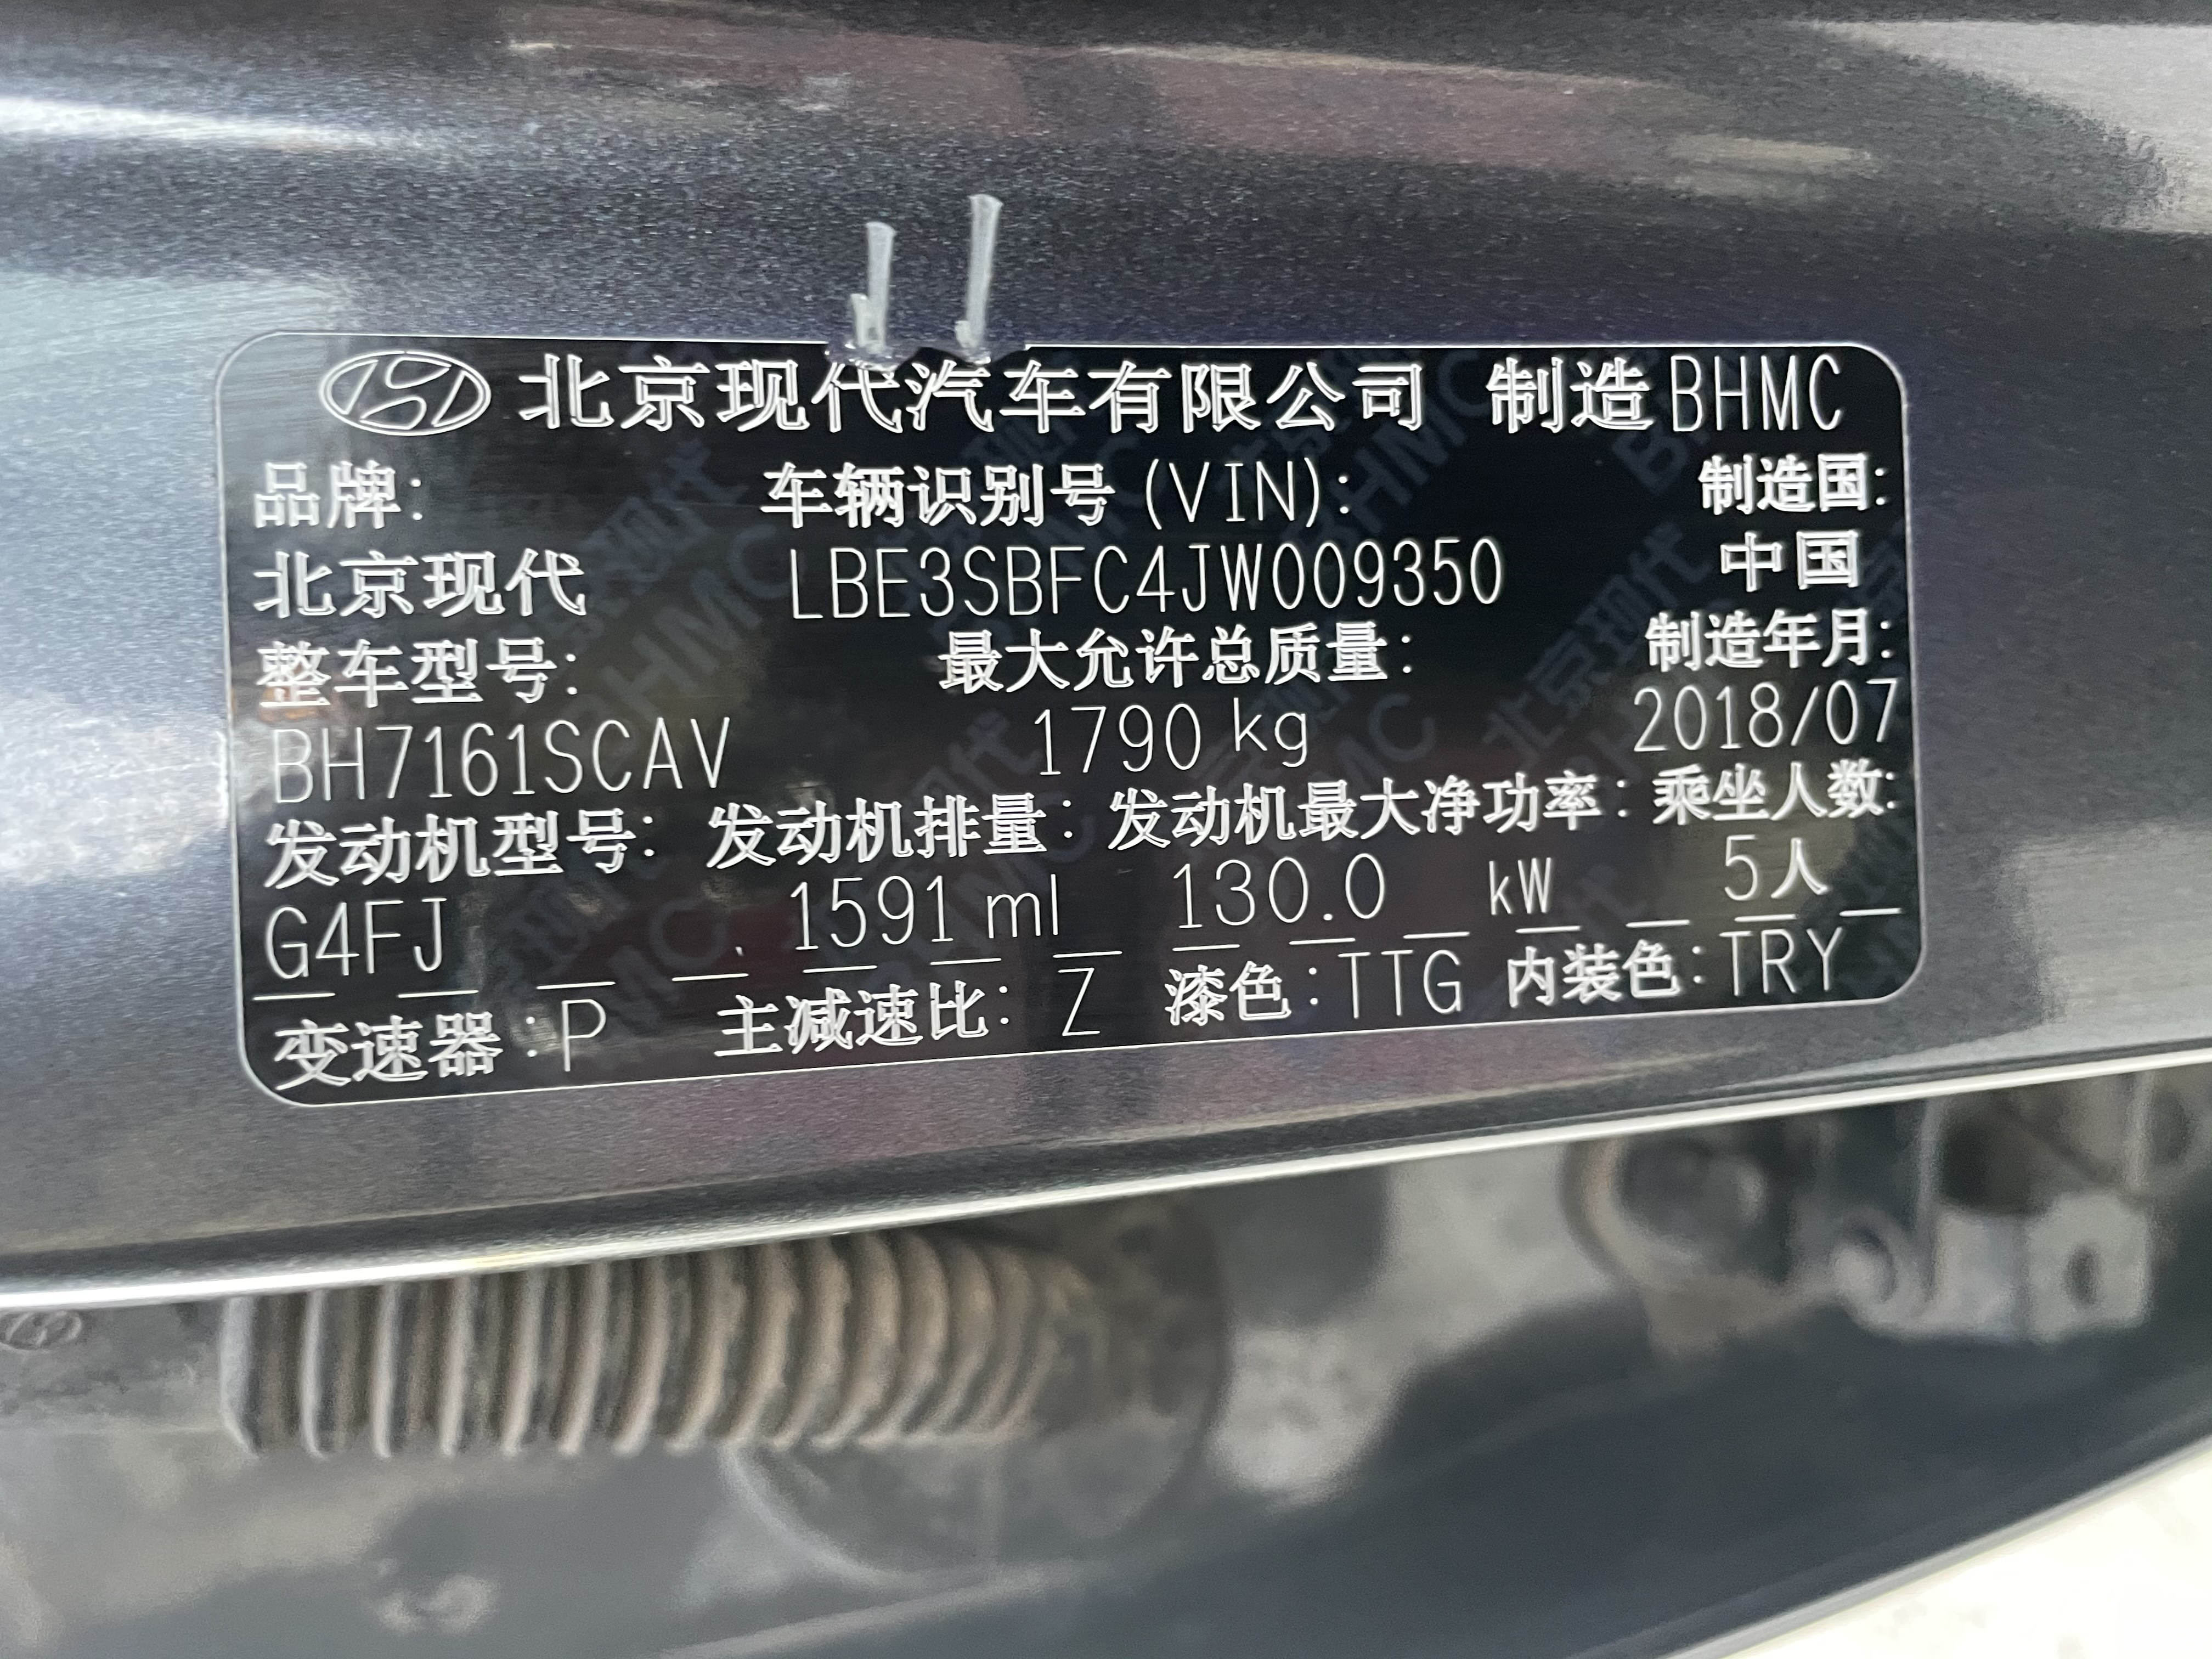 北京现代汽车有限公司 制造 BHMC
品牌: 车辆识别号 (VIN): 制造国:
北京现代 LBE3SBFC4JW009350 中国
整车型号: 最大允许总质量: 制造年月:
BH7161SCAV 1790 kg 2018/07
发动机型号: 发动机排量: 发动机最大净功率: 乘坐人数:
G4FJ 1591 ml 130.0 kW 5人
变速器:P 主减速比: Z 漆色:TTG 内装色:TRY